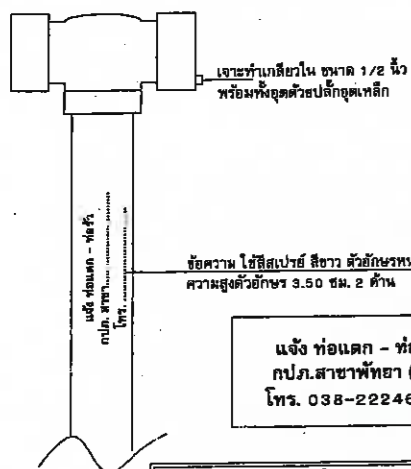 เจาะทำเกลียวใน ขนาด 1/2 นิ้ว
พร้อมทั้งอุดด้วยปลั๊กอุดเหล็ก
แจ้ง ท่อแตก - ท่อรั่ว
กปภ. สาขา
โทร.
ข้อความ ใช้สีสเปรย์ สีขาว ตัวอักษรห
ความสูงตัวอักษร 3.50 ซม. 2 ด้าน
แจ้ง ท่อแตก - ท่อ
กปภ.สาขาพัทยา (
โทร. 038-22246